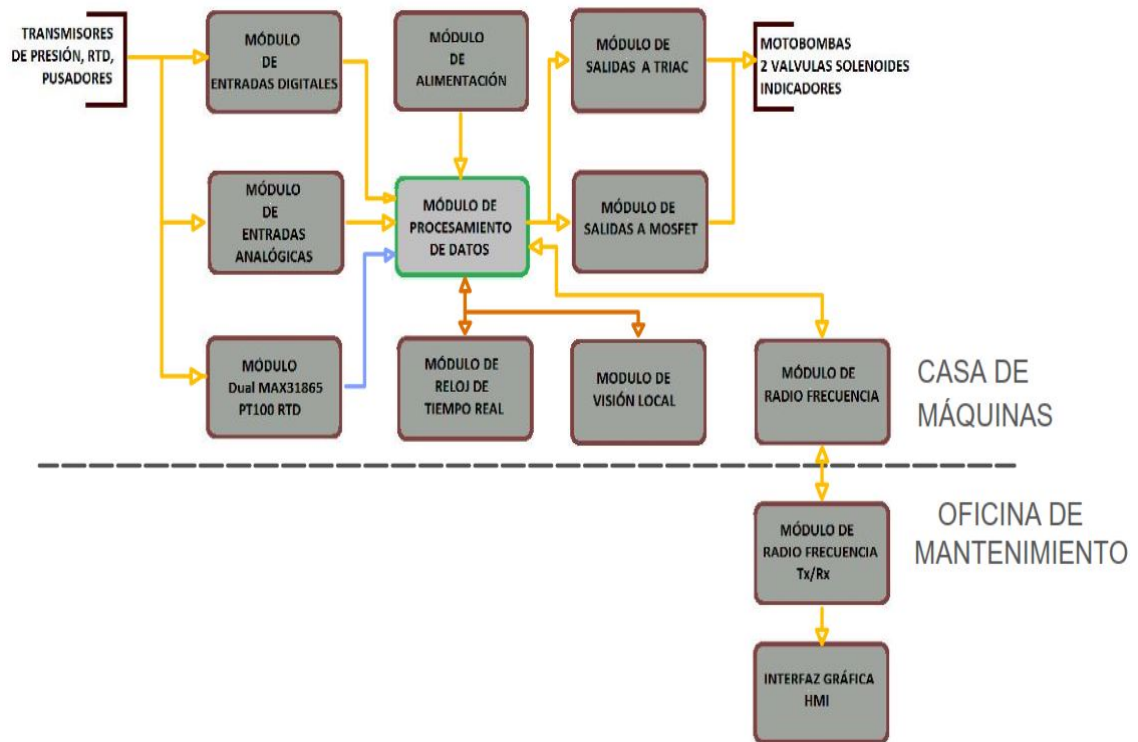 TRANSMISORES
DE PRESIÓN, RTD,
PUSADORES
MÓDULO
DE
ENTRADAS DIGITALES
MÓDULO
DE
ALIMENTACIÓN
MÓDULO DE
SALIDAS A TRIAC
MOTOBOMBAS
2 VALVULAS SOLENOIDES
INDICADORES
MÓDULO
DE
ENTRADAS
ANALÓGICAS
MÓDULO DE
PROCESAMIENTO
DE DATOS
MÓDULO DE
SALIDAS A MOSFET
MÓDULO
Dual MAX31865
PT100 RTD
MÓDULO DE
RELOJ DE
TIEMPO REAL
MODULO DE
VISIÓN LOCAL
MÓDULO DE
RADIO FRECUENCIA
CASA DE
MÁQUINAS
MÓDULO DE
RADIO FRECUENCIA
Tx/Rx
OFICINA DE
MANTENIMIENTO
INTERFAZ GRÁFICA
HMI